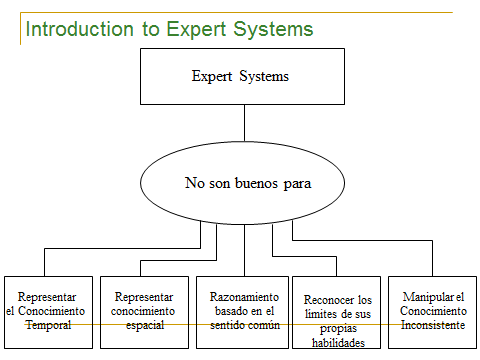 Introduction to Expert Systems
Expert Systems
No son buenos para
Representar
el Conocimiento
Temporal
Representar
conocimiento
espacial
Razonamiento
basado en el
sentido común
Reconocer los
limites de sus
propias
habilidades
Manipular el
Conocimiento
Inconsistente